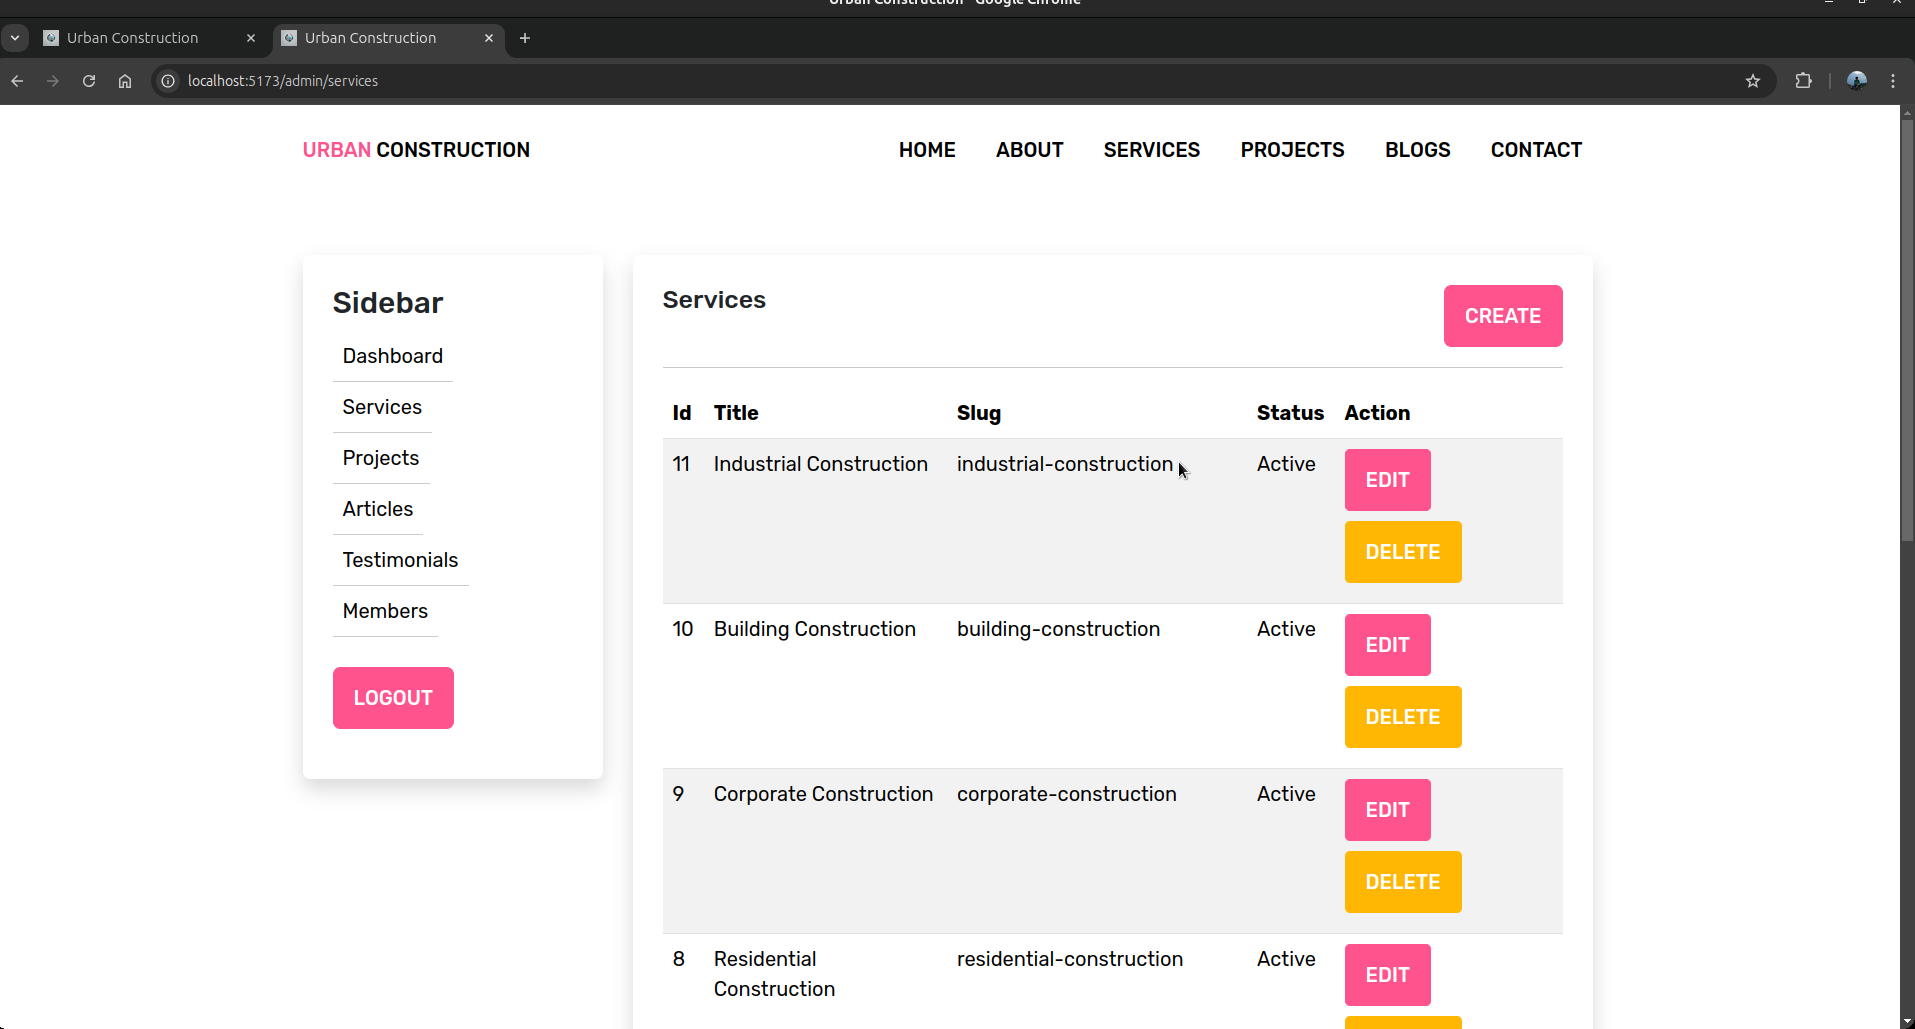 Urban Construction - Google Chrome
Urban Construction
Urban Construction
localhost:5173/admin/services
URBAN CONSTRUCTION
HOME ABOUT SERVICES PROJECTS BLOGS CONTACT
Sidebar
Dashboard
Services
Projects
Articles
Testimonials
Members
LOGOUT
Services
CREATE
Id Title Slug Status Action
11 Industrial Construction industrial-construction Active EDIT
DELETE
10 Building Construction building-construction Active EDIT
DELETE
9 Corporate Construction corporate-construction Active EDIT
DELETE
8 Residential residential-construction Active EDIT
Construction